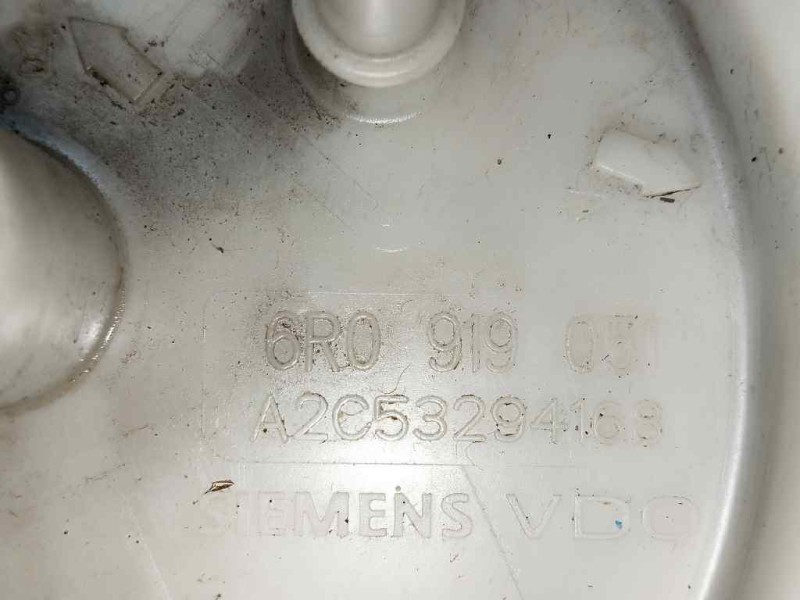 6R0 919 051
A2C53294168
SIEMENS VDO